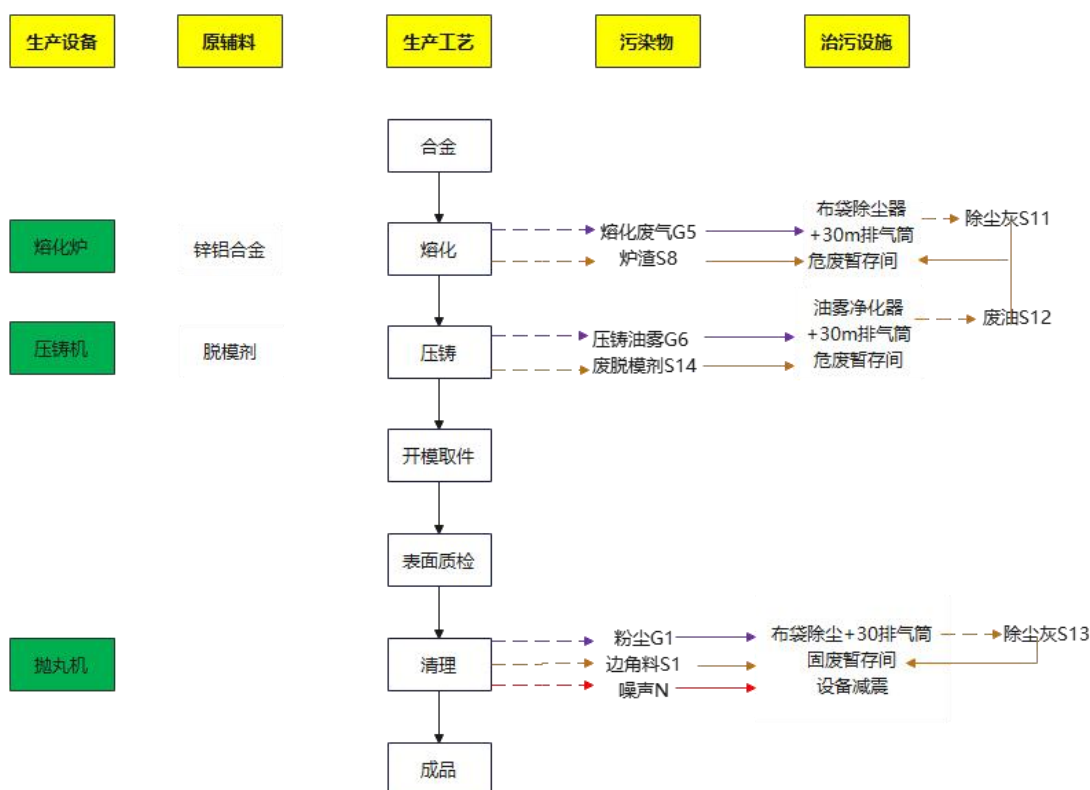 生产设备
原辅料
生产工艺
污染物
治污设施
合金
熔化炉
锌铝合金
熔化
熔化废气G5
炉渣S8
布袋除尘器
+30m排气筒
危废暂存间
除尘灰S11
压铸机
脱模剂
压铸
压铸油雾G6
废脱模剂S14
油雾净化器
+30m排气筒
危废暂存间
废油S12
开模取件
表面质检
抛丸机
清理
粉尘G1
边角料S1
噪声N
布袋除尘+30排气筒
固废暂存间
设备减震
除尘灰S13
成品